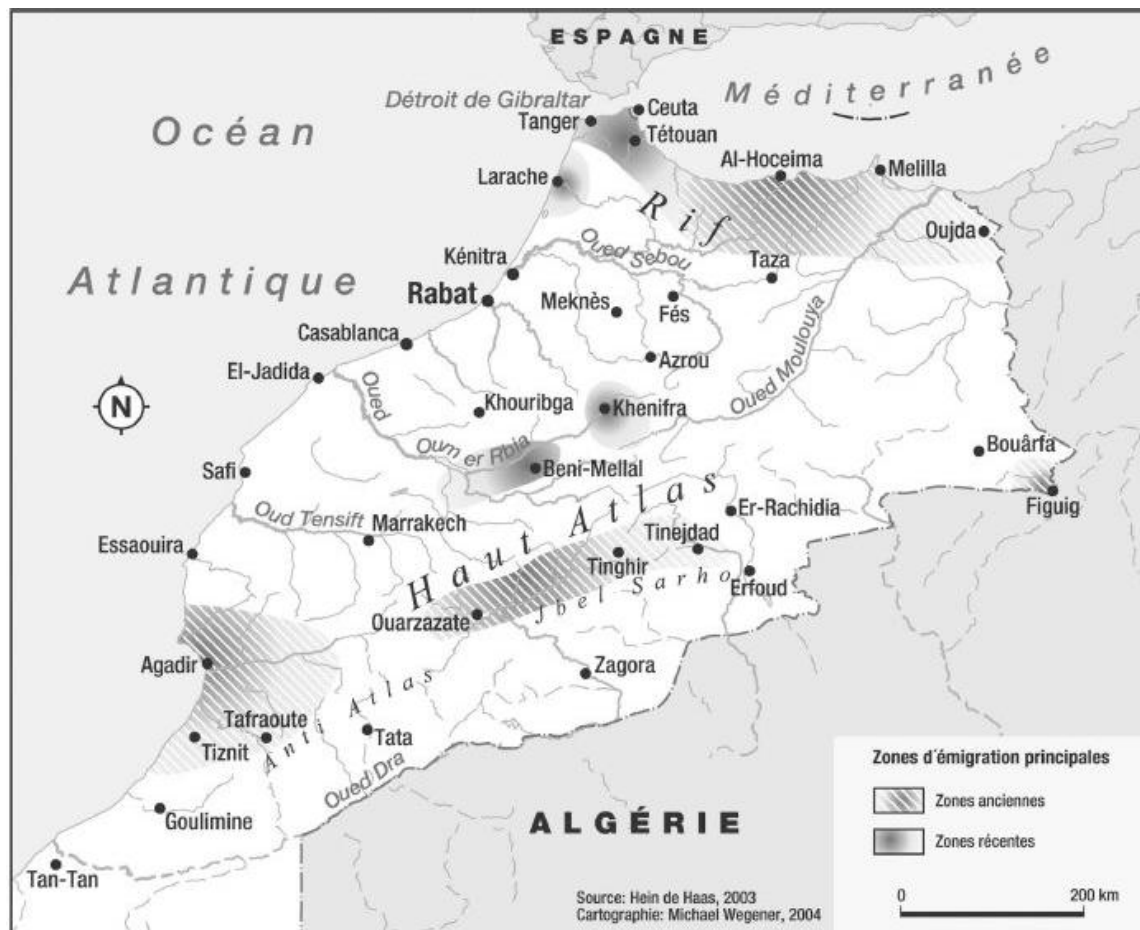 ESPAGNE
Méditerranée
Détroit de Gibraltar
Ceuta
Tanger
Tétouan
Océan
Al-Hoceima
Melilla
Larache
Rif
Oujda
Oued Sebou
Kénitra
Taza
Atlantique
Rabat
Meknès
Fés
Casablanca
Azrou
Oued Moulouya
El-Jadida
Oued
Khouribga
Khenifra
N
Oum er Rbia
Bouârfa
Safi
Beni-Mellal
Figuig
Oud Tensift
Marrakech
Haut Atlas
Er-Rachidia
Tinejdad
Essaouira
Tinghir
Erfoud
Jbel Sarho
Ouarzazate
Agadir
Zagora
Anti Atlas
Tafraoute
Tata
Tiznit
Oued Dra
Goulimine
ALGÉRIE
Tan-Tan
Zones d´émigration principales
Zones anciennes
Zones récentes
Source: Hein de Haas, 2003
Cartographie: Michael Wegener, 2004
0 200 km